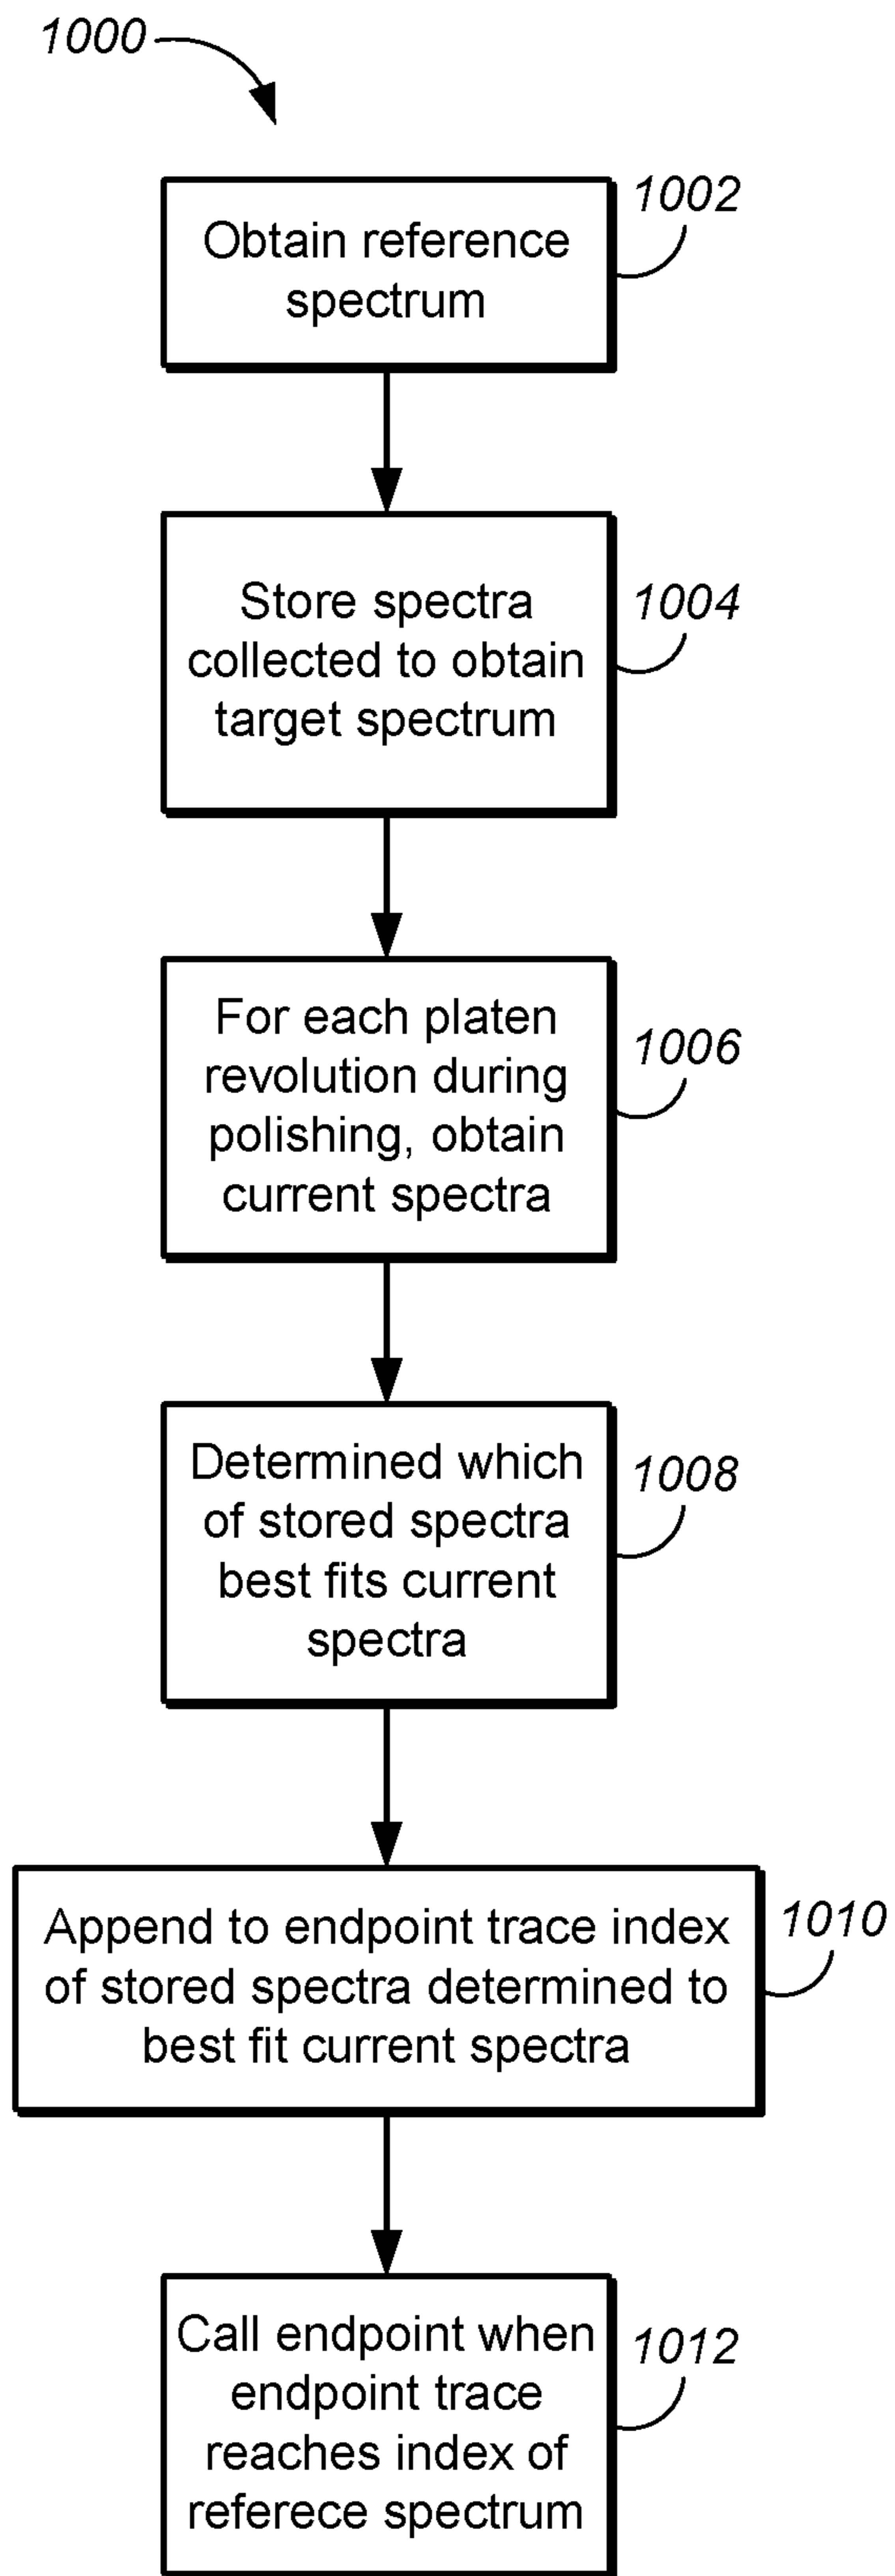 1000
Obtain reference
spectrum
1002
Store spectra
collected to obtain
target spectrum
1004
For each platen
revolution during
polishing, obtain
current spectra
1006
Determined which
of stored spectra
best fits current
spectra
1008
Append to endpoint trace index
of stored spectra determined to
best fit current spectra
1010
Call endpoint when
endpoint trace
reaches index of
referece spectrum
1012